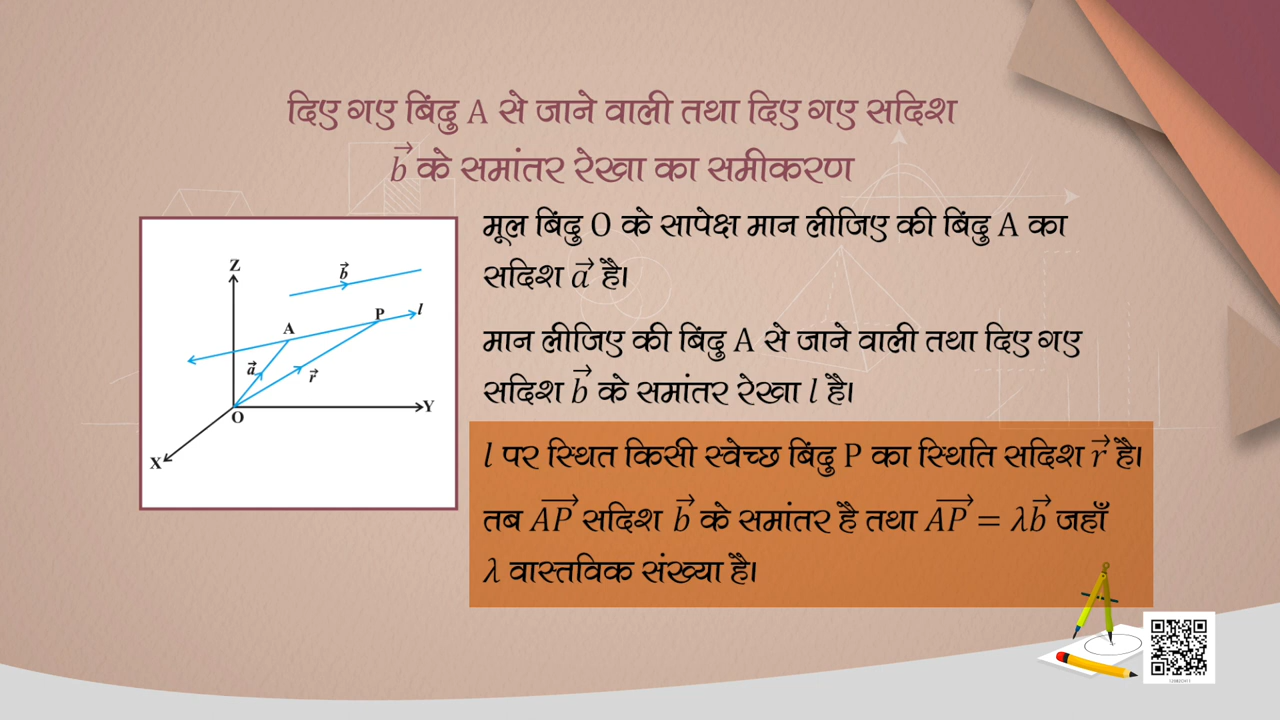 दिए गए बिंदु A से जाने वाली तथा दिए गए सदिश
b⃗ के समांतर रेखा का समीकरण
मूल बिंदु O के सापेक्ष मान लीजिए की बिंदु A का
सदिश a⃗ है।
मान लीजिए की बिंदु A से जाने वाली तथा दिए गए
सदिश b⃗ के समांतर रेखा l है।
l पर स्थित किसी स्वेच्छ बिंदु P का स्थिति सदिश r⃗ है।
तब AP⃗ सदिश b⃗ के समांतर है तथा AP⃗ = λb⃗ जहाँ
λ वास्तविक संख्या है।
Z
b⃗
l
P
A
a⃗
r⃗
Y
O
X